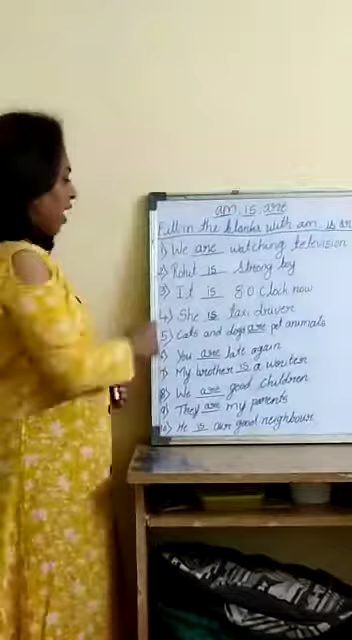 am is are
Fill in the blanks with am is ar
1) We are watching television
2) Rohit is strong boy
3) It is 8 O clock now
4) She is taxi driver
5) Cats and dogs are pet animals
6) You are late again
7) My brother is a writer
8) We are good children
9) They are my parents
10) He is our good neighbour